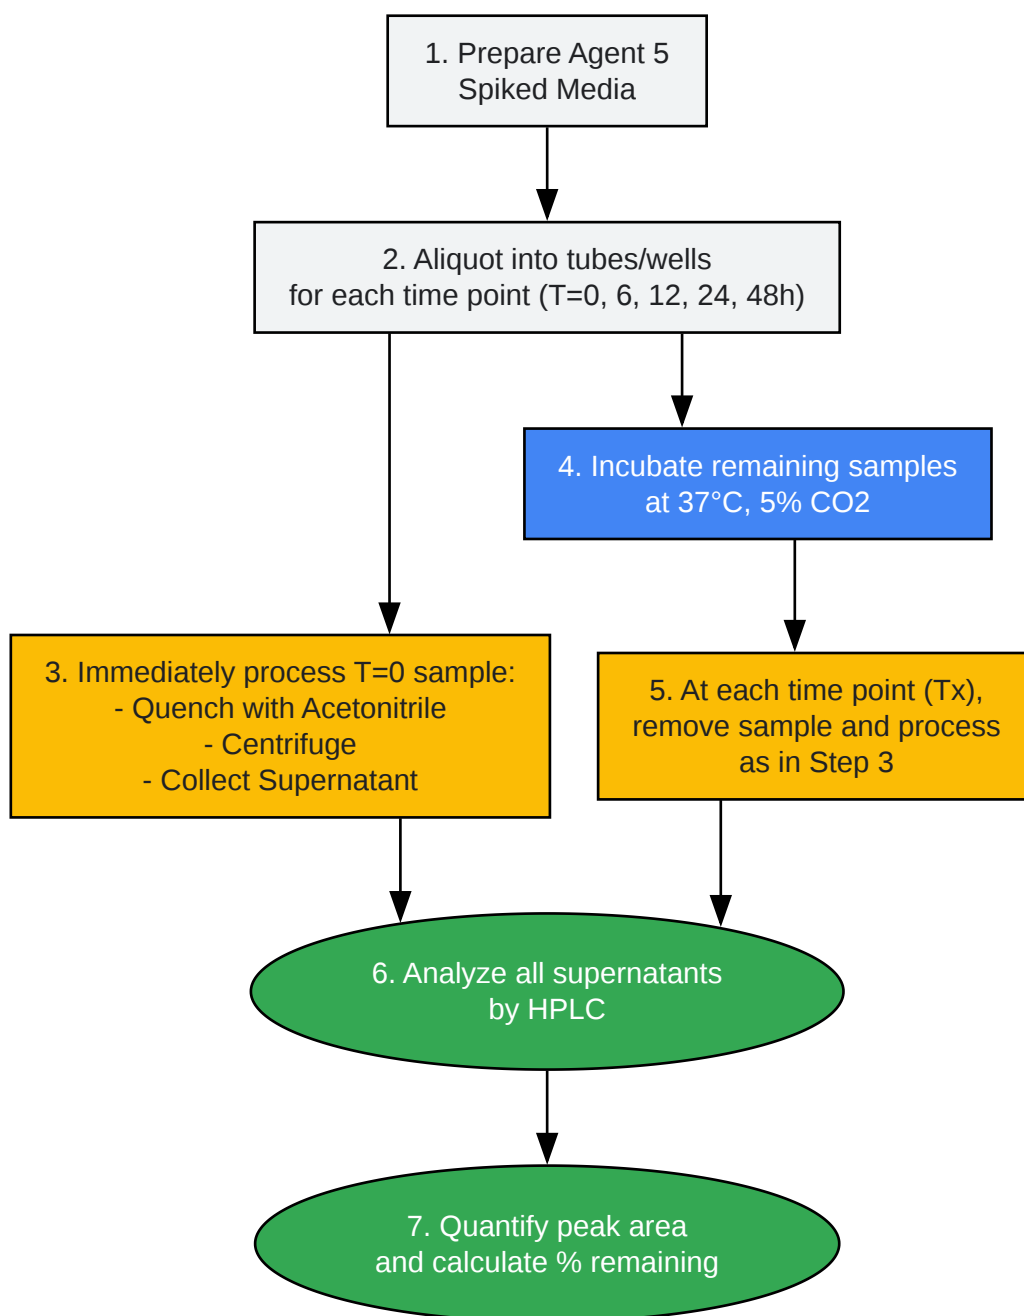 1. Prepare Agent 5
Spiked Media
2. Aliquot into tubes/wells
for each time point (T=0, 6, 12, 24, 48h)
4. Incubate remaining samples
at 37°C, 5% CO2
3. Immediately process T=0 sample:
- Quench with Acetonitrile
- Centrifuge
- Collect Supernatant
5. At each time point (Tx),
remove sample and process
as in Step 3
6. Analyze all supernatants
by HPLC
7. Quantify peak area
and calculate % remaining